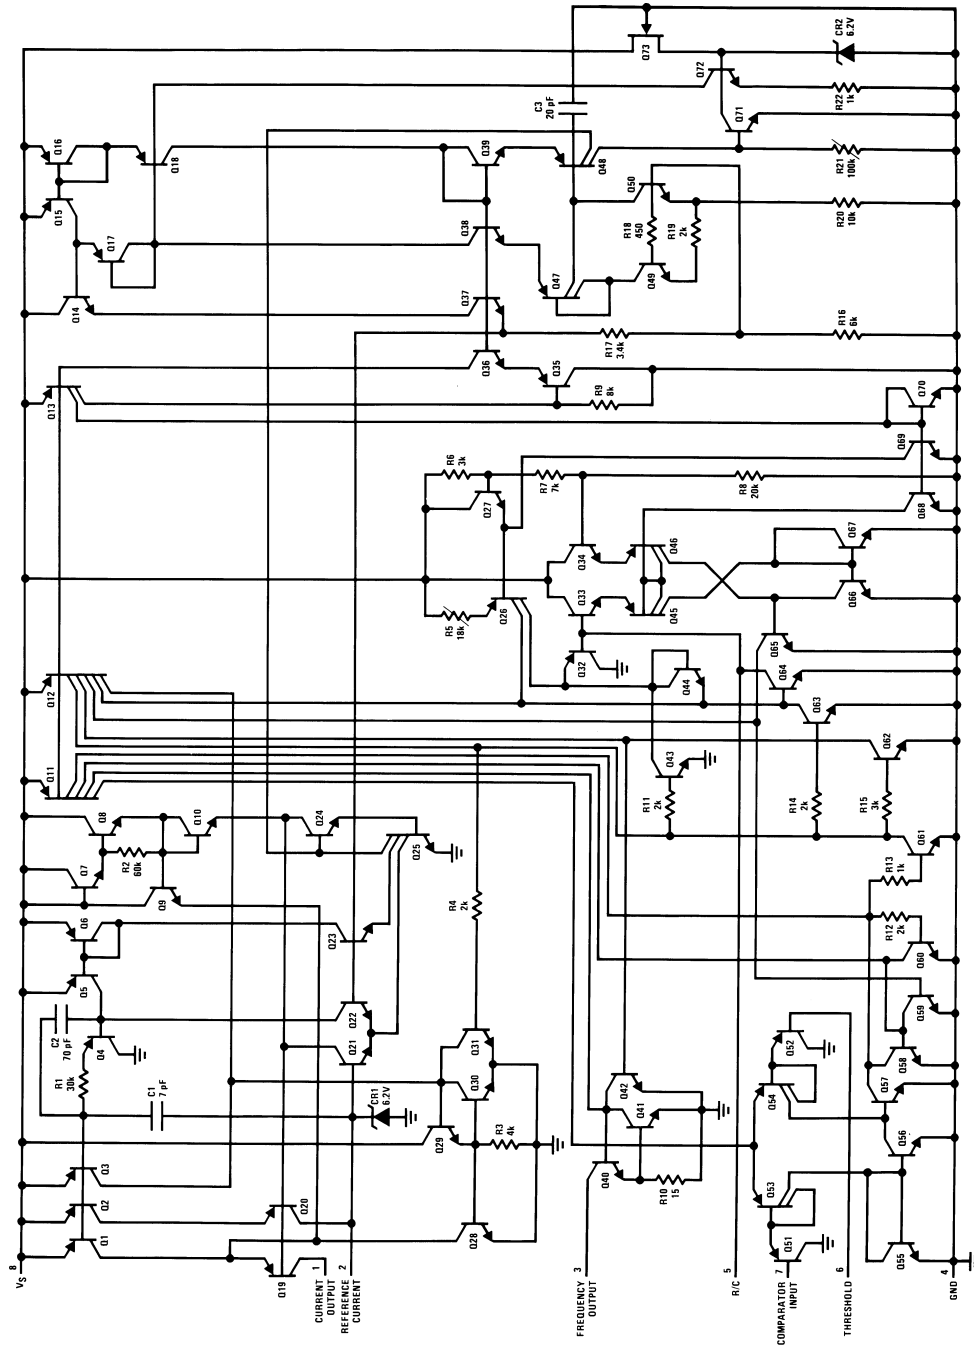 8
VS
Q1
Q2
Q3
R1
30k
C2
70 pF
Q4
Q5
Q6
Q7
Q8
Q11
Q12
Q13
Q14
Q15
Q16
Q17
Q18
C1
7 pF
R2
60k
Q9
Q10
Q19
Q20
1
CURRENT
OUTPUT
2
REFERENCE
CURRENT
CR1
6.2V
Q21
Q22
Q23
Q24
Q25
Q28
Q29
R3
4k
Q30
Q31
R4
2k
R5
18k
Q26
R6
3k
Q27
R7
7k
R8
20k
Q36
Q35
R9
8k
Q37
Q38
Q39
Q47
Q48
C3
20 pF
R17
3.4k
R16
6k
Q49
R18
450
R19
2k
Q50
R20
10k
R21
100k
Q71
Q72
R22
1k
Q73
CR2
6.2V
3
FREQUENCY
OUTPUT
Q40
Q41
Q42
R10
15
Q32
Q33
Q34
Q43
R11
2k
Q44
Q45
Q46
5
R/C
7
COMPARATOR
INPUT
6
THRESHOLD
Q51
Q53
Q54
Q52
Q63
Q64
Q65
R14
2k
Q66
Q67
R15
3k
Q62
R13
1k
Q61
R12
2k
Q60
Q55
Q56
Q57
Q58
Q59
Q68
Q69
Q70
4
GND